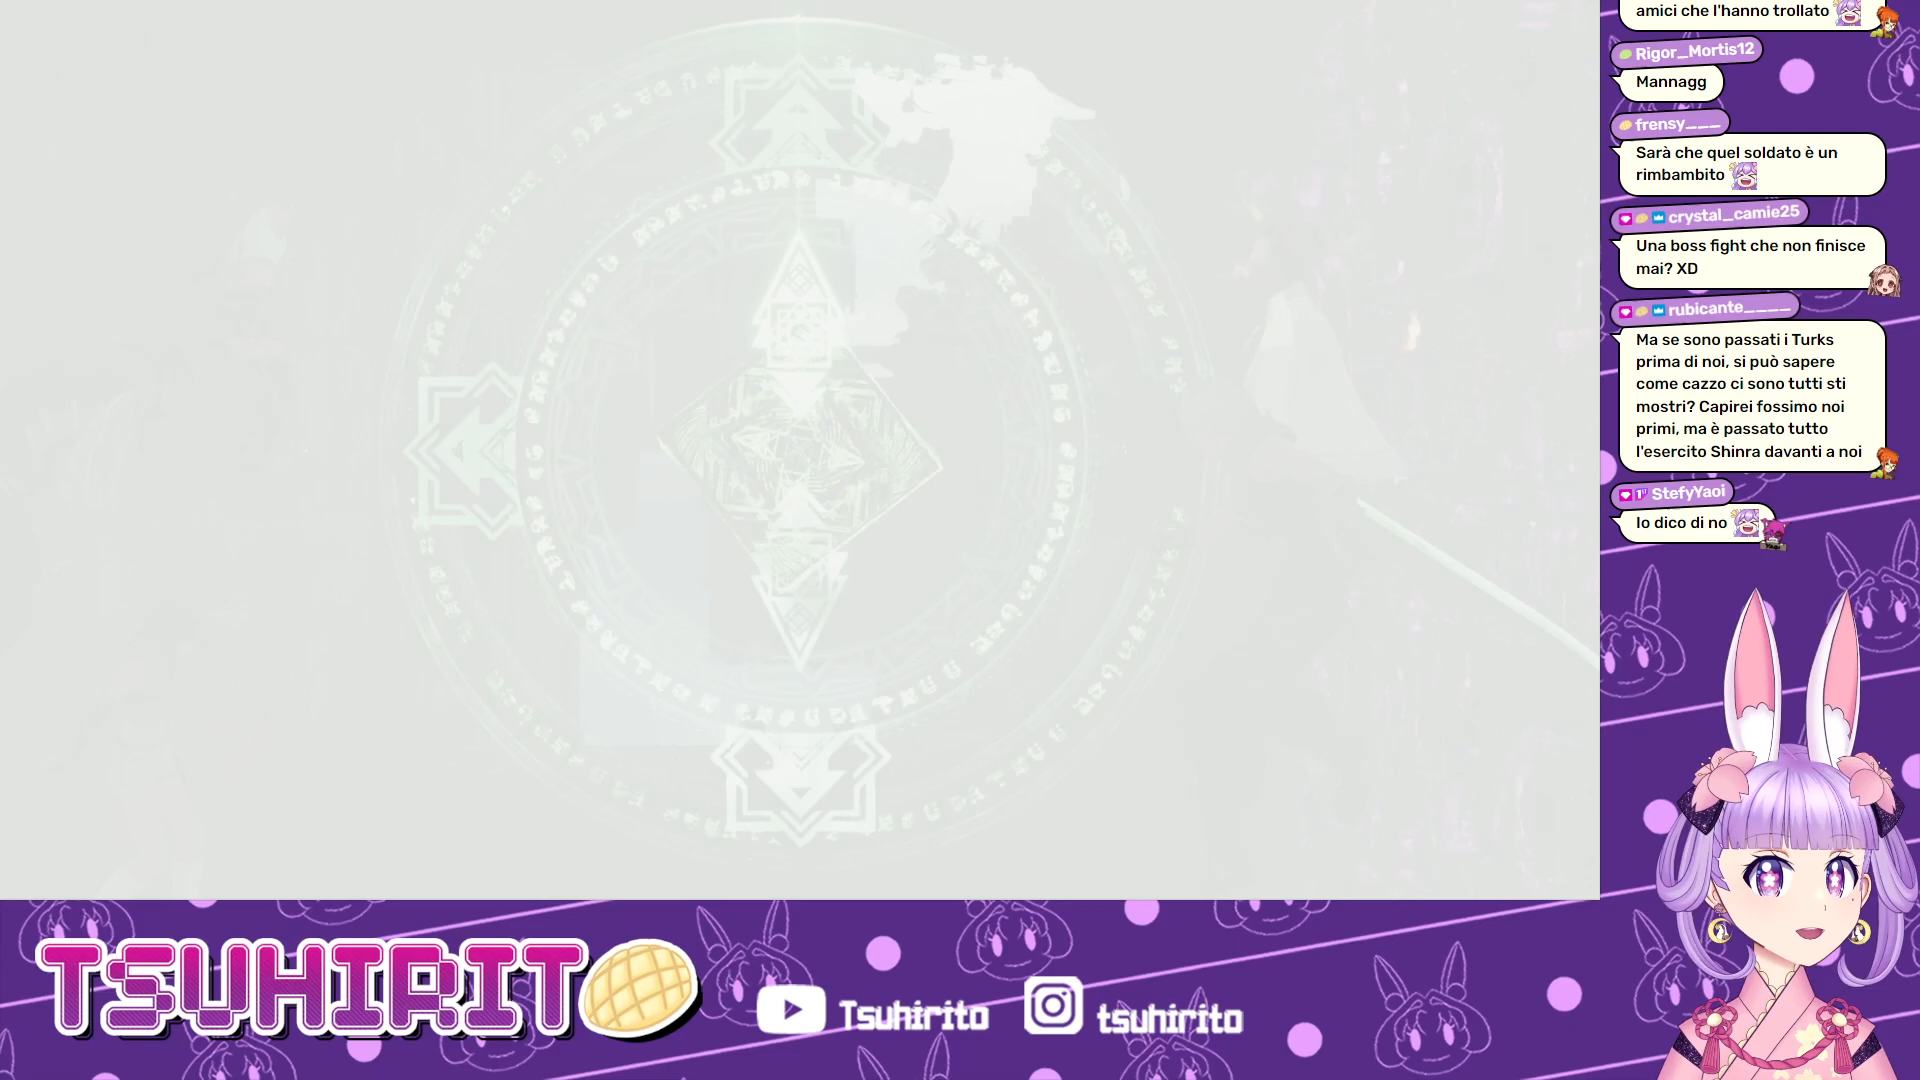 amici che l'hanno trollato
Rigor_Mortis12
Mannagg
frensy___
Sarà che quel soldato è un
rimbambito
crystal_camie25
Una boss fight che non finisce
mai? XD
rubicante____
Ma se sono passati i Turks
prima di noi, si può sapere
come cazzo ci sono tutti sti
mostri? Capirei fossimo noi
primi, ma è passato tutto
l'esercito Shinra davanti a noi
StefyYaoi
Io dico di no
TSUHIRIT
Tsuhirito
tsuhirito